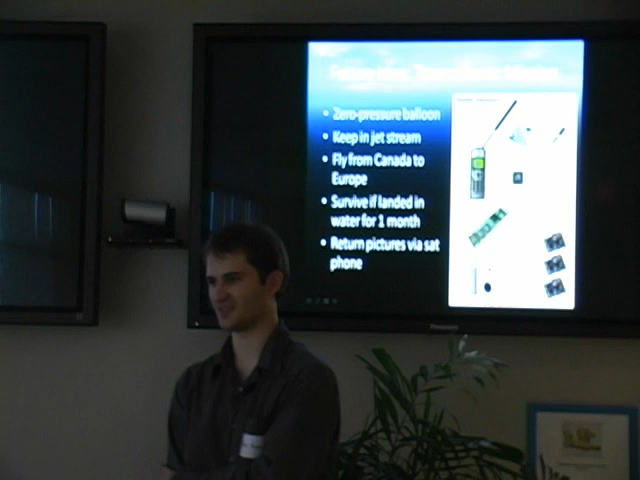 • Zero-pressure balloon
• Keep in jet stream
• Fly from Canada to
Europe
• Survive if landed in
water for 1 month
• Return pictures via sat
phone